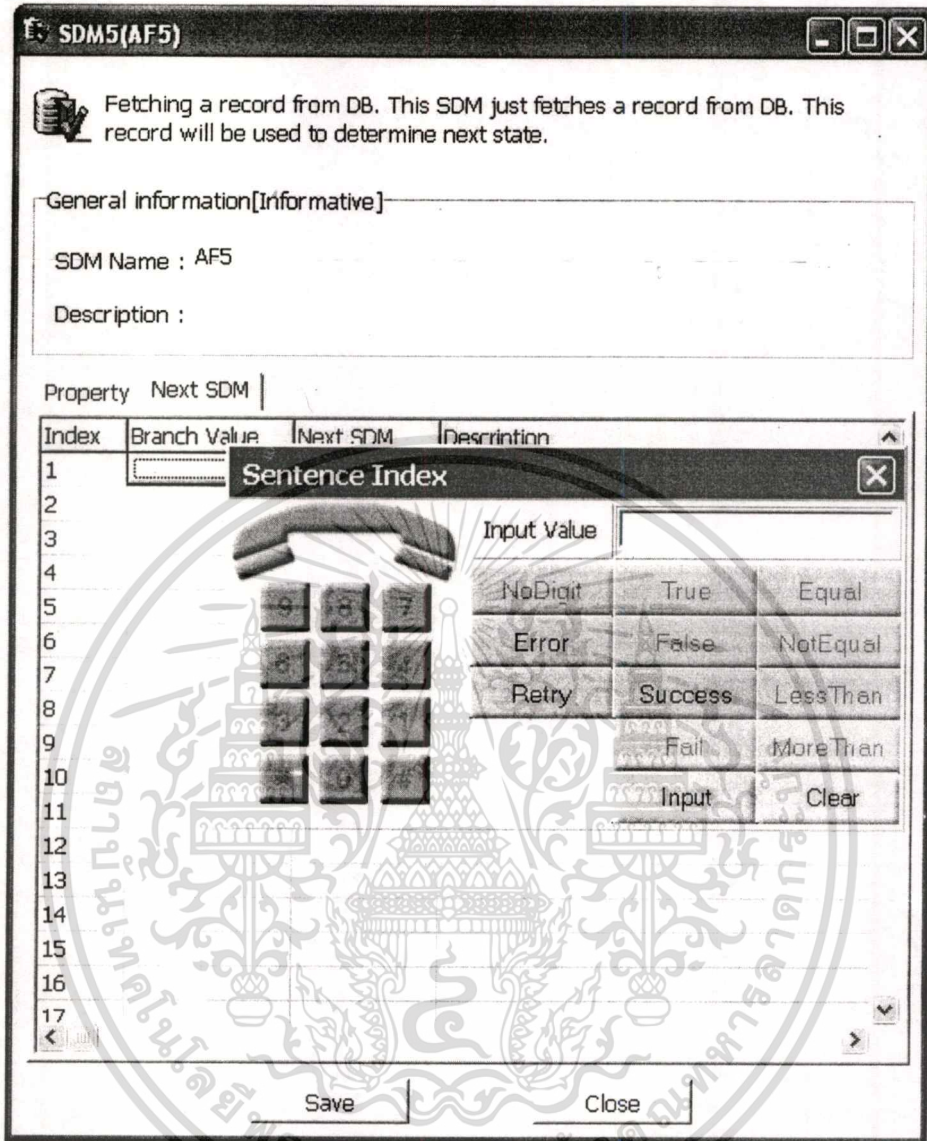 SDM5(AF5)
Fetching a record from DB. This SDM just fetches a record from DB. This
record will be used to determine next state.
General information[Informative]
SDM Name : AF5
Description :
Property Next SDM
Index Branch Value Next SDM Description
1
2
3
4
5
6
7
8
9
10
11
12
13
14
15
16
17
Sentence Index
Input Value
NoDigit True Equal
Error False NotEqual
Retry Success LessThan
Fail MoreThan
Input Clear
Save Close